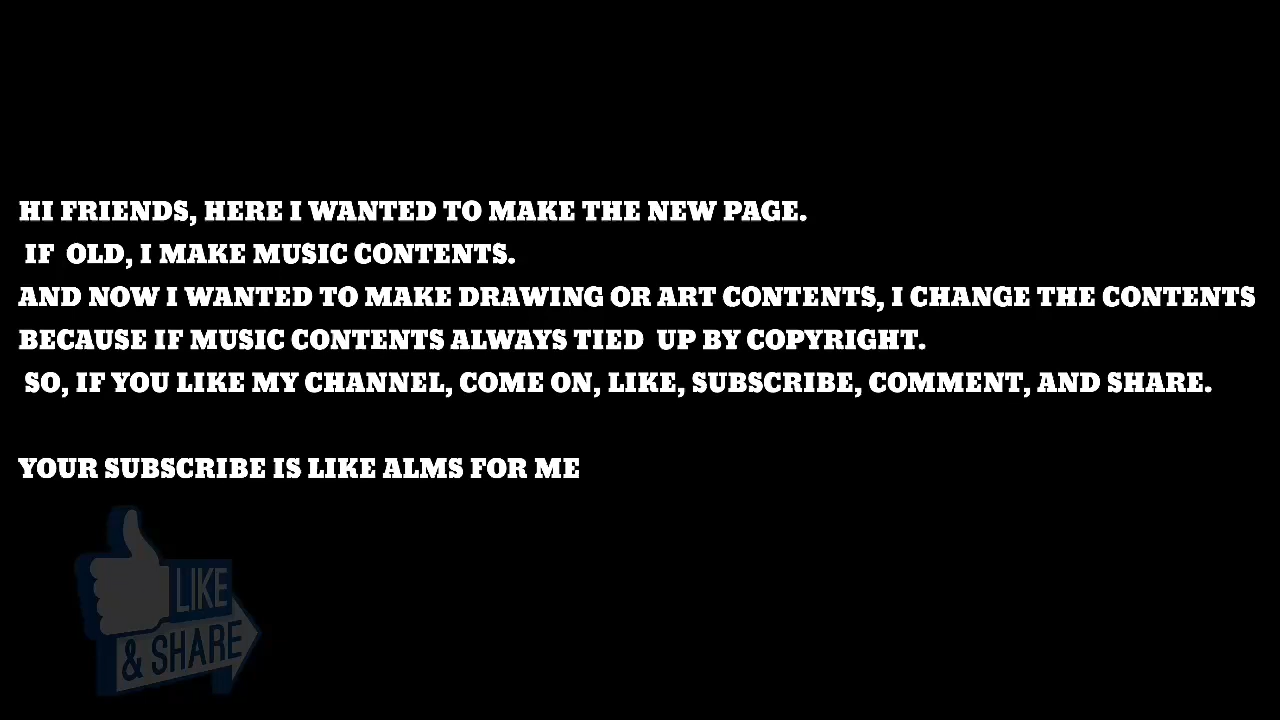 HI FRIENDS, HERE I WANTED TO MAKE THE NEW PAGE.
IF OLD, I MAKE MUSIC CONTENTS.
AND NOW I WANTED TO MAKE DRAWING OR ART CONTENTS, I CHANGE THE CONTENTS
BECAUSE IF MUSIC CONTENTS ALWAYS TIED UP BY COPYRIGHT.
SO, IF YOU LIKE MY CHANNEL, COME ON, LIKE, SUBSCRIBE, COMMENT, AND SHARE.
YOUR SUBSCRIBE IS LIKE ALMS FOR ME
LIKE
& SHARE